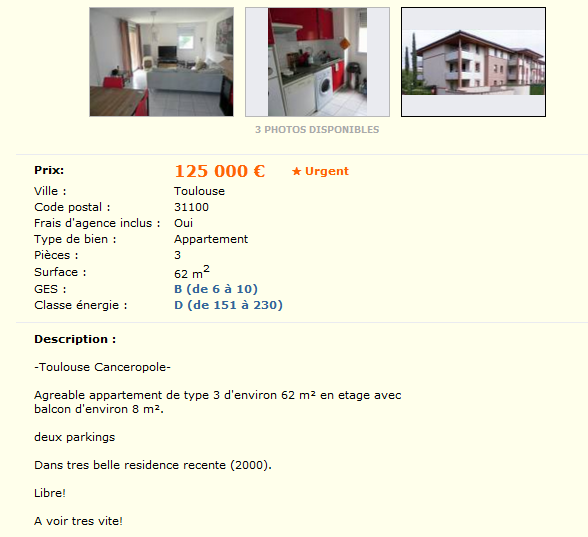 3 PHOTOS DISPONIBLES
Prix: 125 000 € ★ Urgent
Ville : Toulouse
Code postal : 31100
Frais d'agence inclus : Oui
Type de bien : Appartement
Pièces : 3
Surface : 62 m²
GES : B (de 6 à 10)
Classe énergie : D (de 151 à 230)
Description :
-Toulouse Canceropole-
Agreable appartement de type 3 d'environ 62 m² en etage avec
balcon d'environ 8 m².
deux parkings
Dans tres belle residence recente (2000).
Libre!
A voir tres vite!